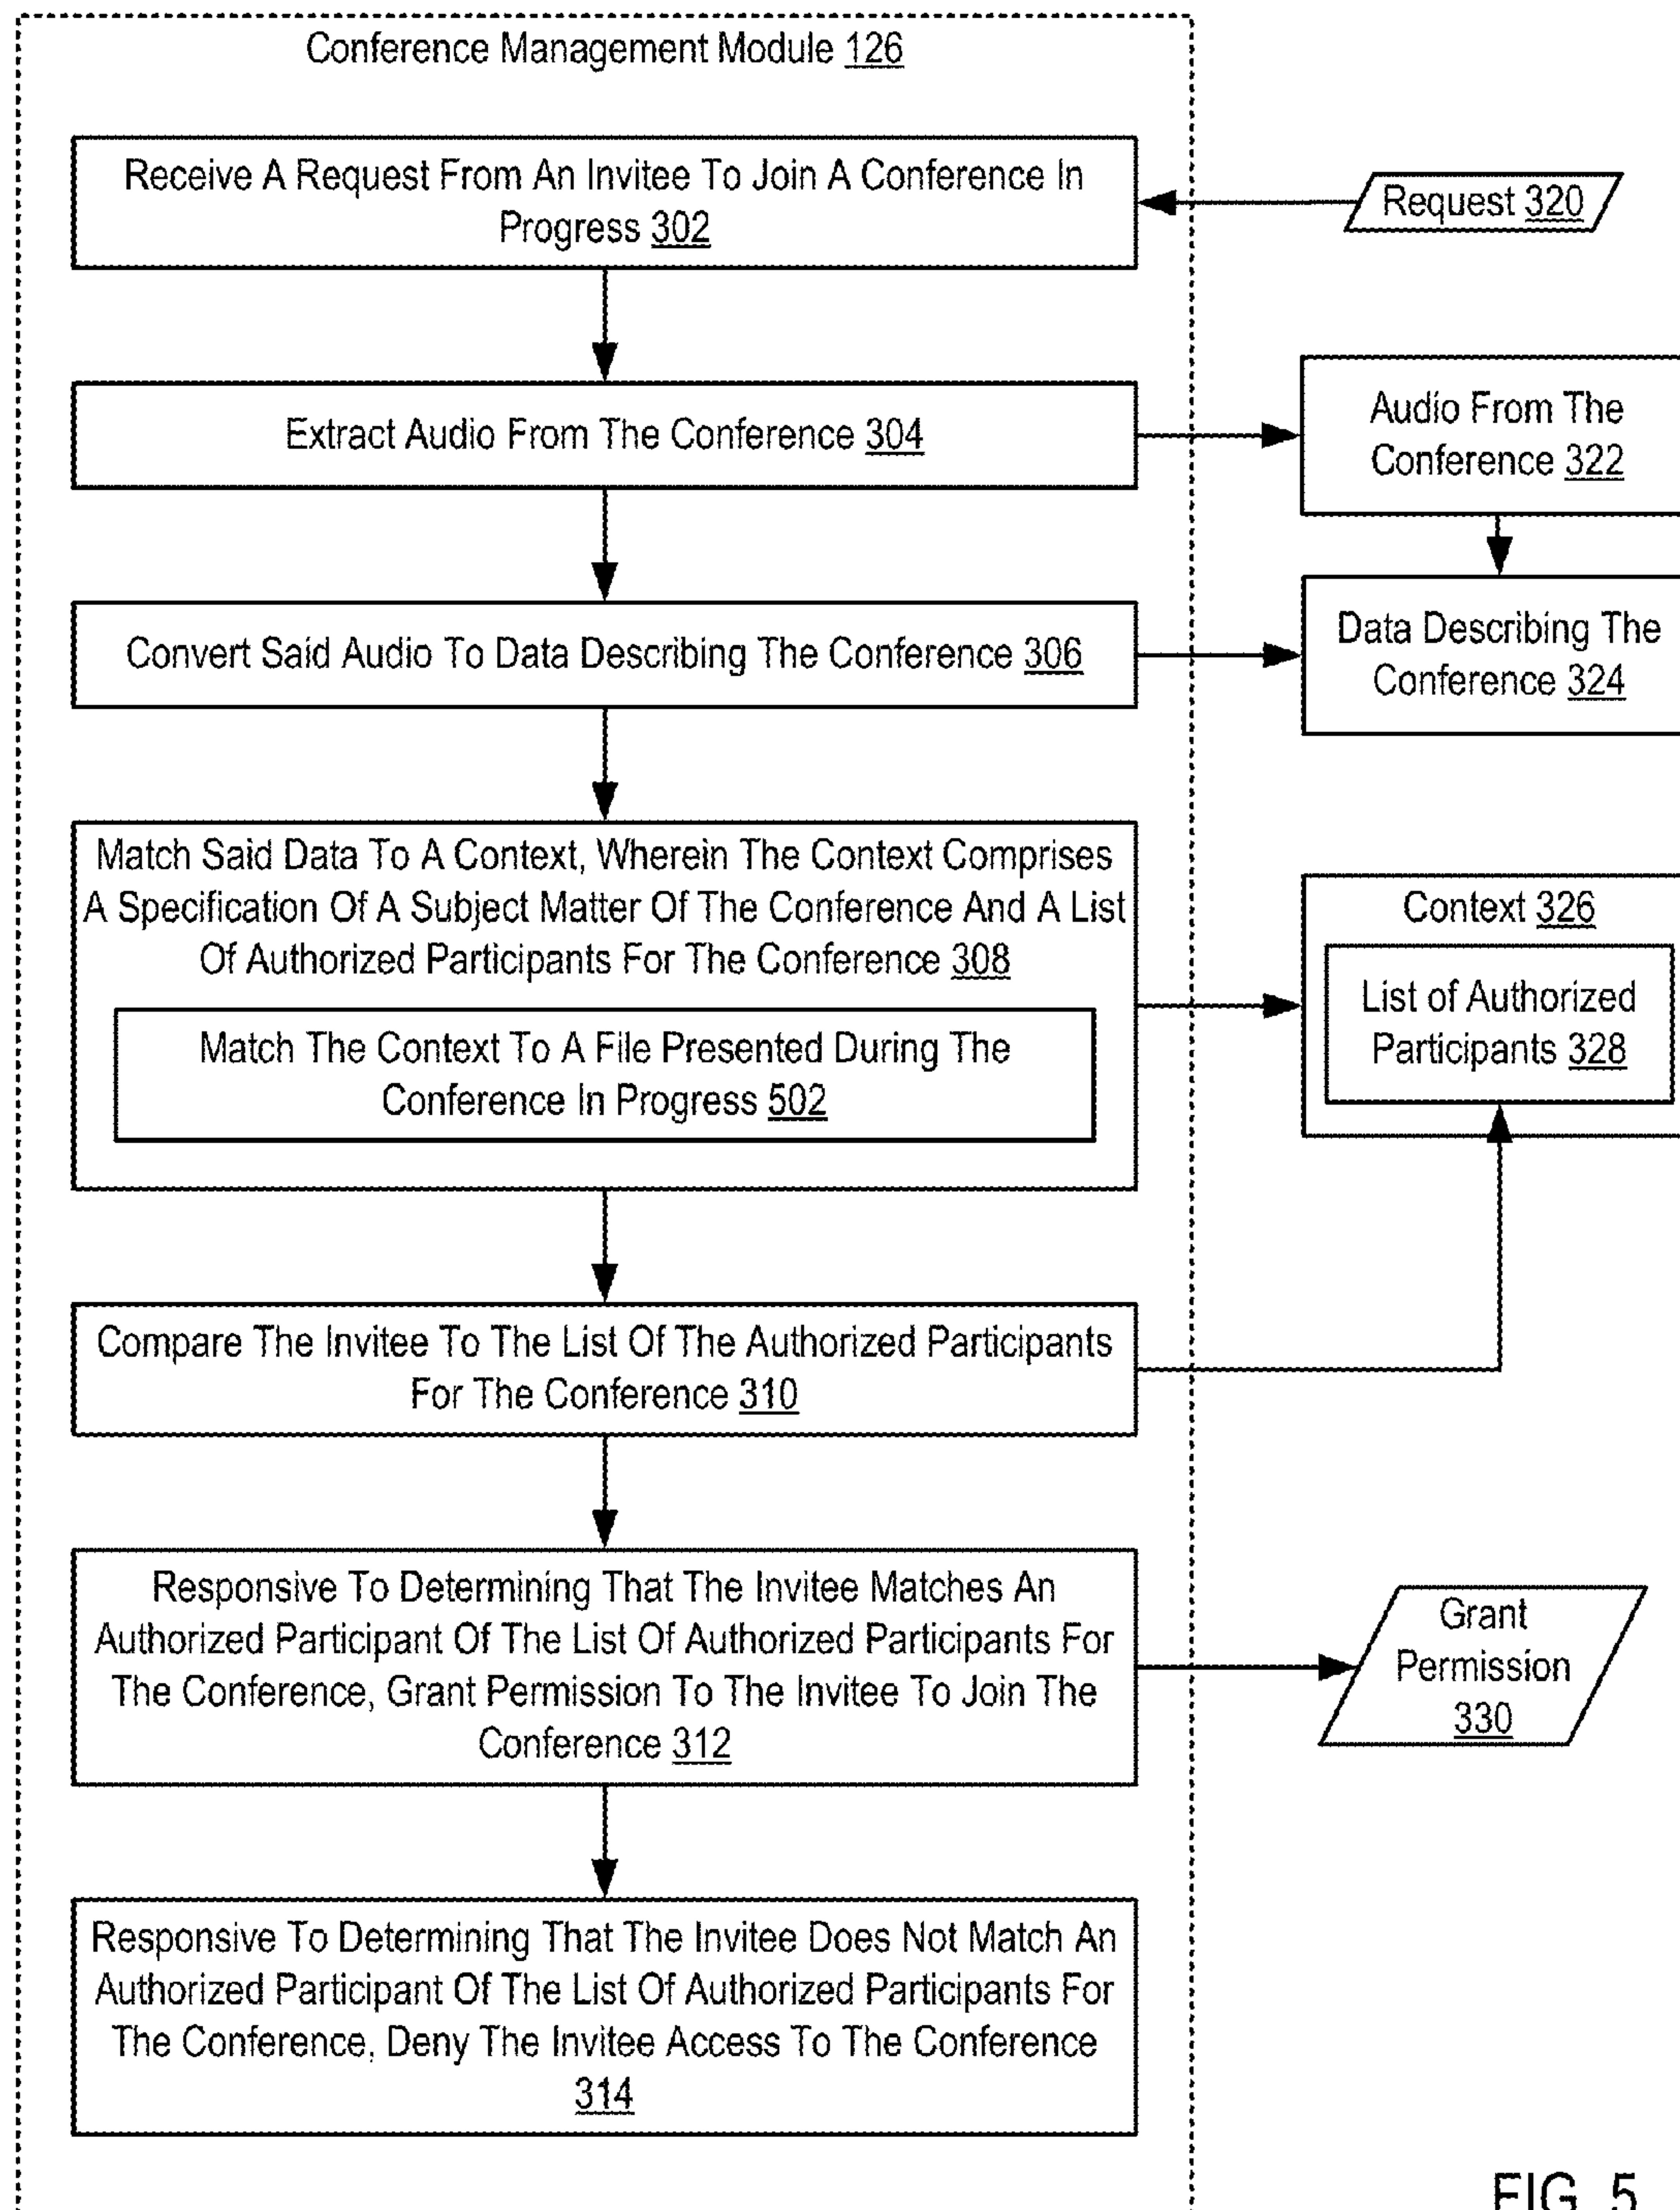 Conference Management Module 126
Receive A Request From An Invitee To Join A Conference In
Progress 302
Request 320
Extract Audio From The Conference 304
Audio From The
Conference 322
Convert Said Audio To Data Describing The Conference 306
Data Describing The
Conference 324
Match Said Data To A Context, Wherein The Context Comprises
A Specification Of A Subject Matter Of The Conference And A List
Of Authorized Participants For The Conference 308
Match The Context To A File Presented During The
Conference In Progress 502
Context 326
List of Authorized
Participants 328
Compare The Invitee To The List Of The Authorized Participants
For The Conference 310
Responsive To Determining That The Invitee Matches An
Authorized Participant Of The List Of Authorized Participants For
The Conference, Grant Permission To The Invitee To Join The
Conference 312
Grant
Permission
330
Responsive To Determining That The Invitee Does Not Match An
Authorized Participant Of The List Of Authorized Participants For
The Conference, Deny The Invitee Access To The Conference
314
FIG. 5